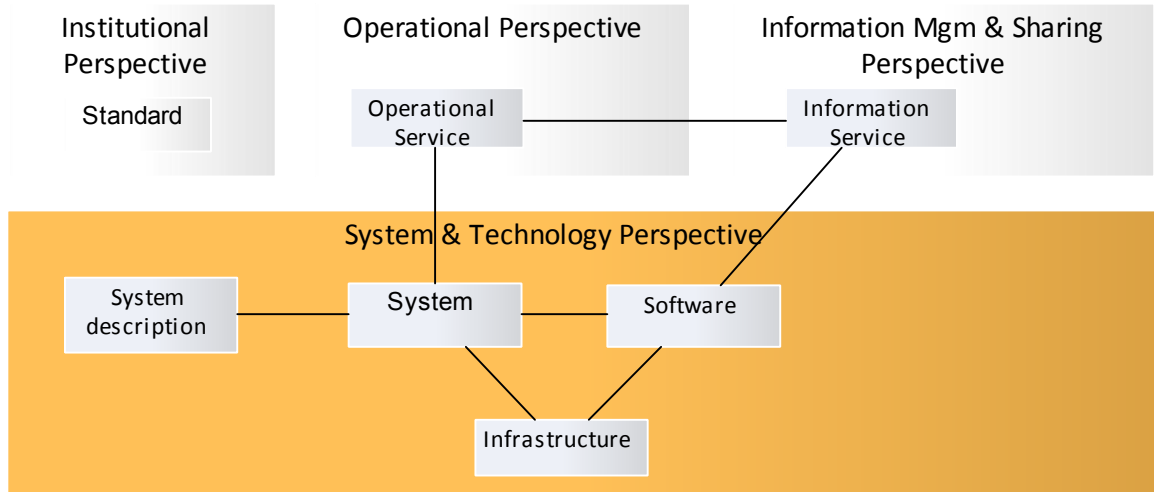 Institutional
Perspective
Standard
Operational Perspective
Operational
Service
Information Mgm & Sharing
Perspective
Information
Service
System & Technology Perspective
System
description
System
Software
Infrastructure